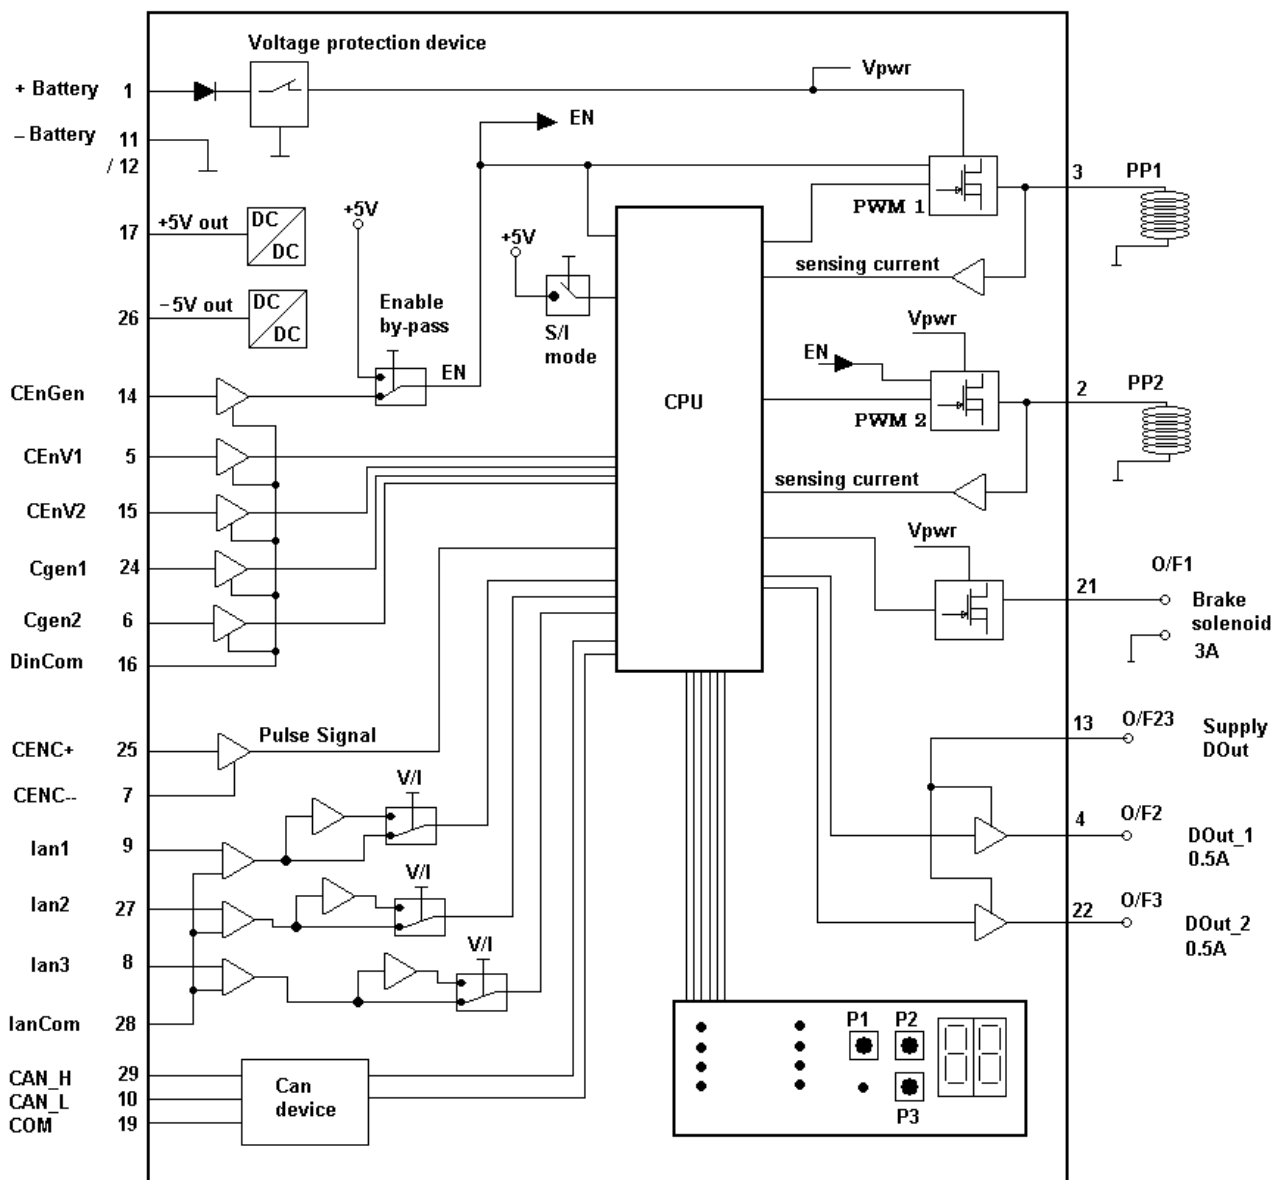 Voltage protection device
+ Battery 1
Vpwr
– Battery 11
/ 12
EN
3 PP1
PWM 1
+5V
17 +5V out DC
DC
+5V
sensing current
26 –5V out DC
DC
Enable
by-pass
S/I
mode
Vpwr
EN
EN
CEnGen 14
CPU
2 PP2
PWM 2
CEnV1 5
sensing current
CEnV2 15
Vpwr
Cgen1 24
O/F1
21
Brake
solenoid
3A
Cgen2 6
DinCom 16
CENC+ 25
Pulse Signal
13 O/F23
Supply
DOut
CENC-- 7
V/I
Ian1 9
4 O/F2
DOut_1
0.5A
V/I
Ian2 27
22 O/F3
DOut_2
0.5A
V/I
Ian3 8
IanCom 28
P1 P2
CAN_H 29
CAN_L 10
COM 19
Can
device
P3